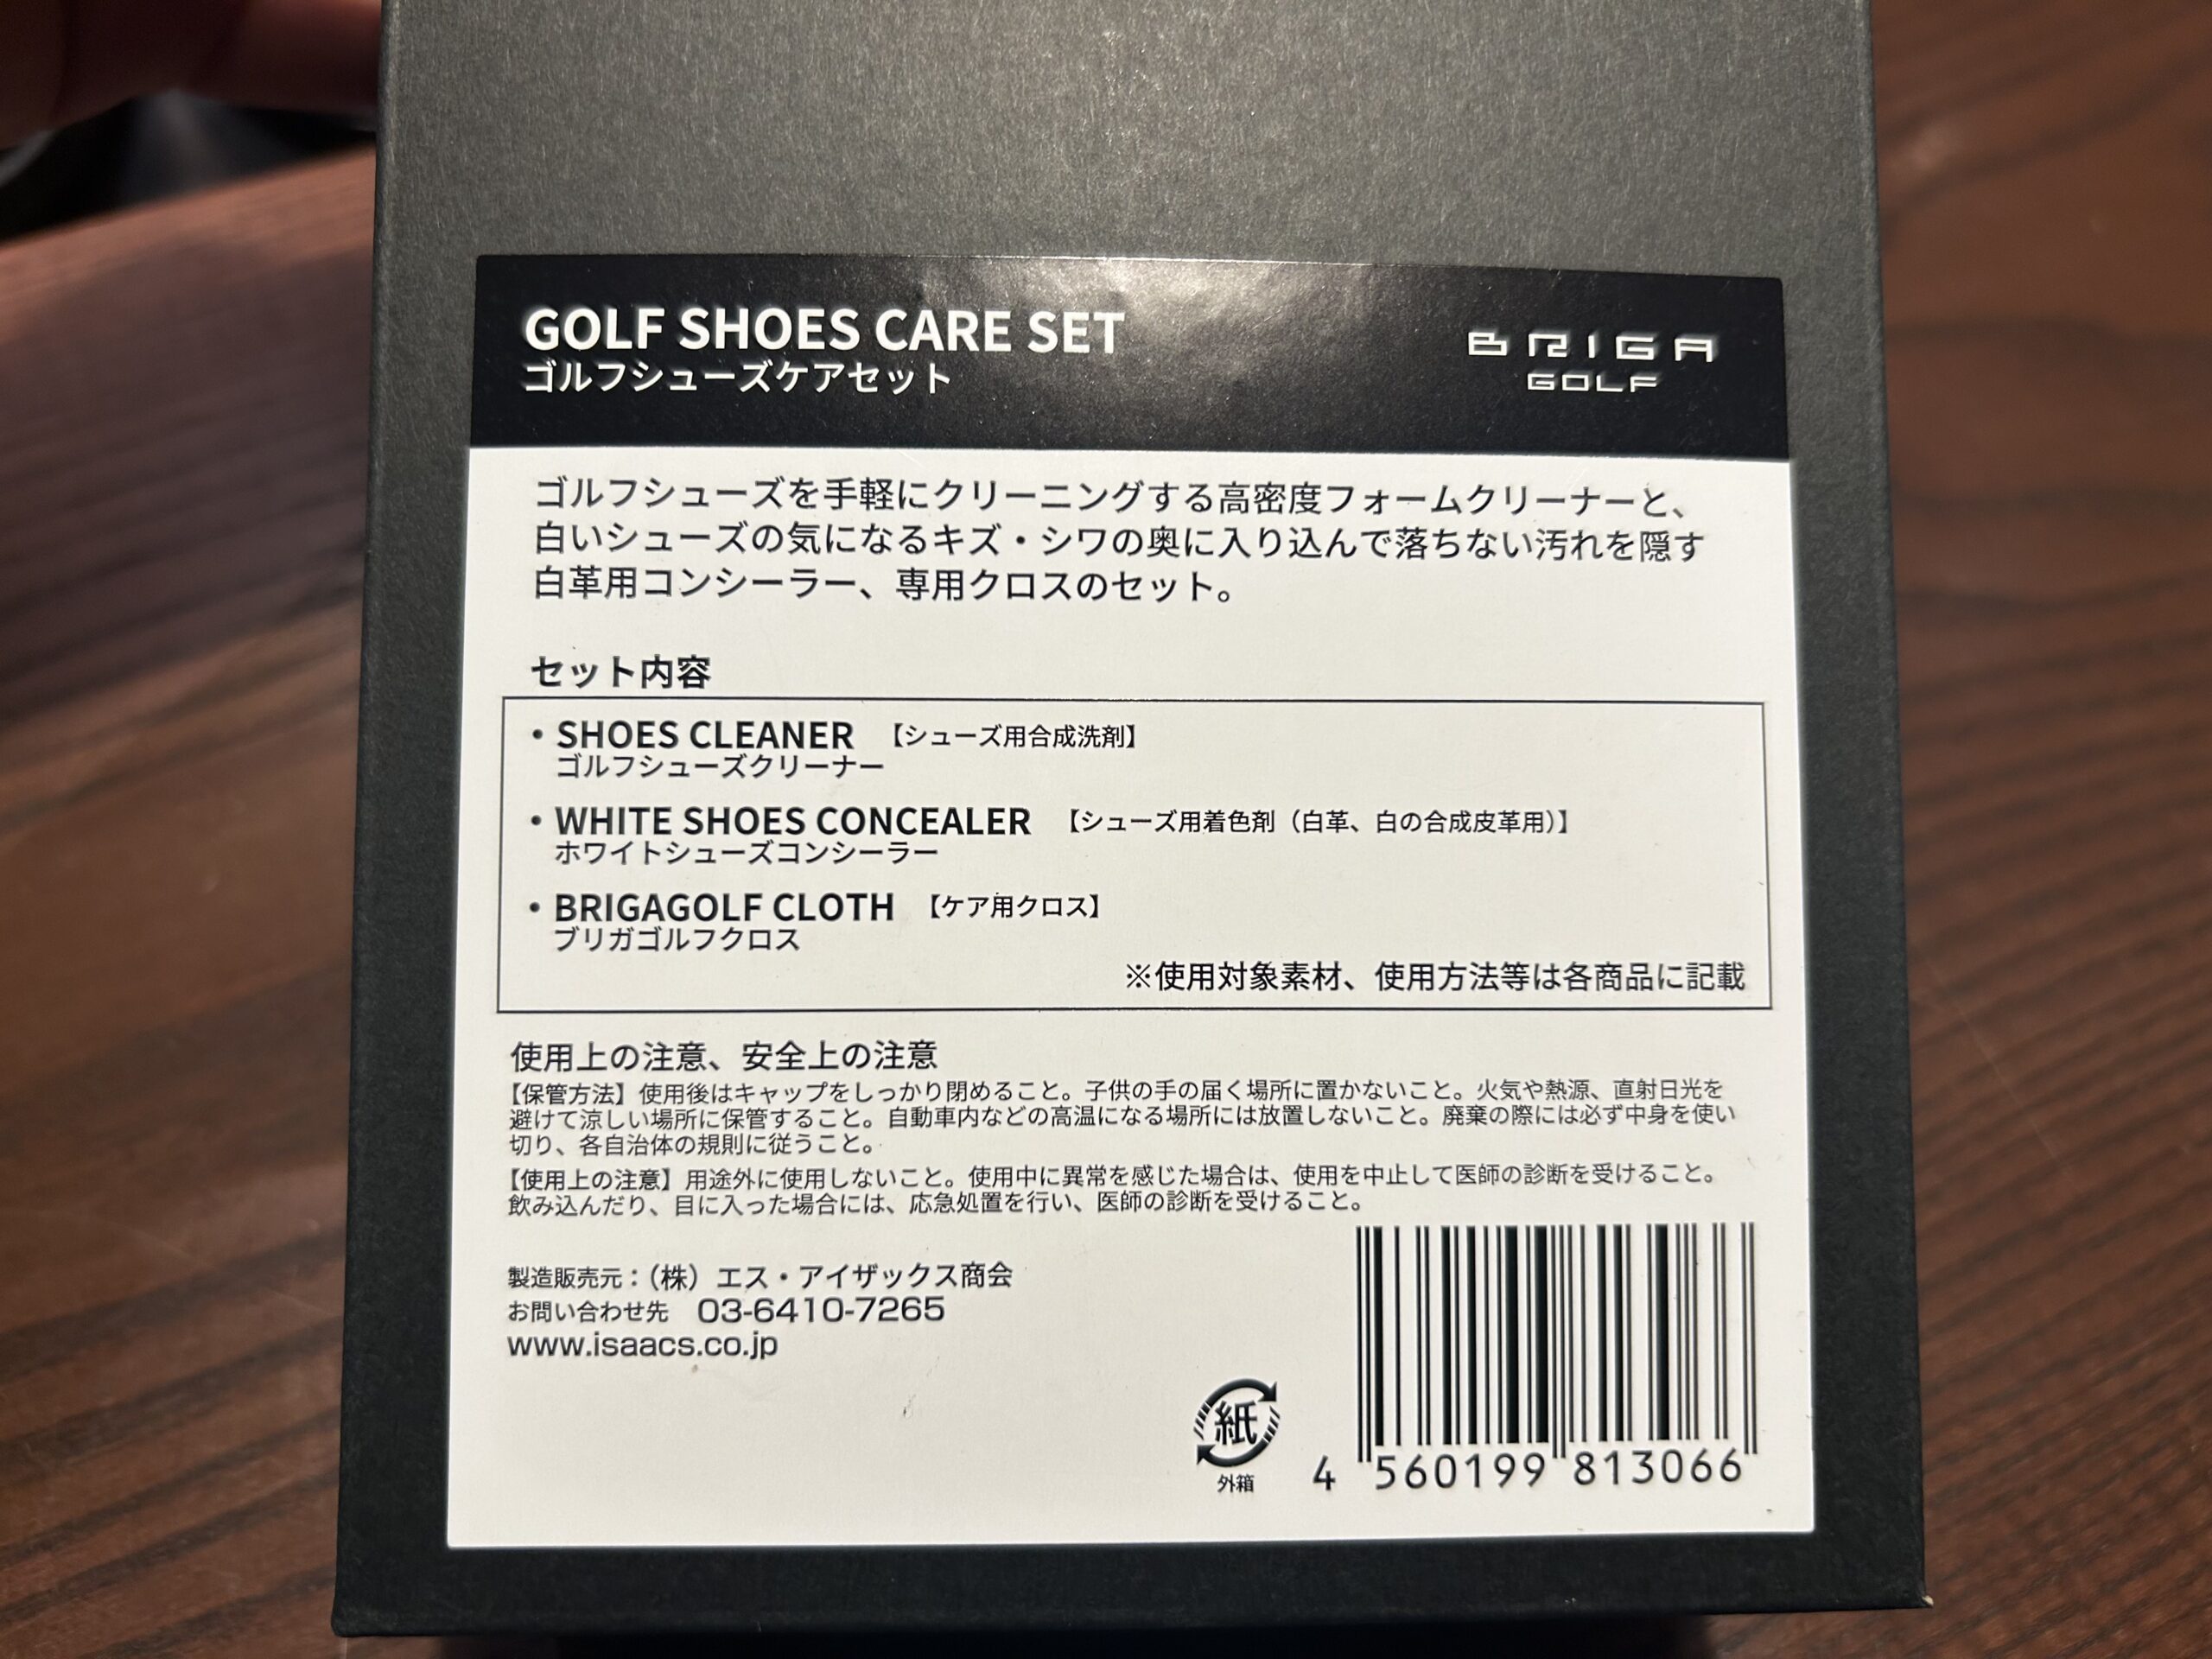 GOLF SHOES CARE SET
ゴルフシューズケアセット
BRIGA
GOLF
ゴルフシューズを手軽にクリーニングする高密度フォームクリーナーと、
白いシューズの気になるキズ・シワの奥に入り込んで落ちない汚れを隠す
白革用コンシーラー、専用クロスのセット。
セット内容
・SHOES CLEANER 【シューズ用合成洗剤】
ゴルフシューズクリーナー
・WHITE SHOES CONCEALER 【シューズ用着色剤（白革、白の合成皮革用）】
ホワイトシューズコンシーラー
・BRIGAGOLF CLOTH 【ケア用クロス】
ブリガゴルフクロス
※使用対象素材、使用方法等は各商品に記載
使用上の注意、安全上の注意
【保管方法】使用後はキャップをしっかり閉めること。子供の手の届く場所に置かないこと。火気や熱源、直射日光を
避けて涼しい場所に保管すること。自動車内などの高温になる場所には放置しないこと。廃棄の際には必ず中身を使い
切り、各自治体の規則に従うこと。
【使用上の注意】用途外に使用しないこと。使用中に異常を感じた場合は、使用を中止して医師の診断を受けること。
飲み込んだり、目に入った場合には、応急処置を行い、医師の診断を受けること。
製造販売元：（株）エス・アイザックス商会
お問い合わせ先 03-6410-7265
www.isaacs.co.jp
紙
外箱
4 560199 813066